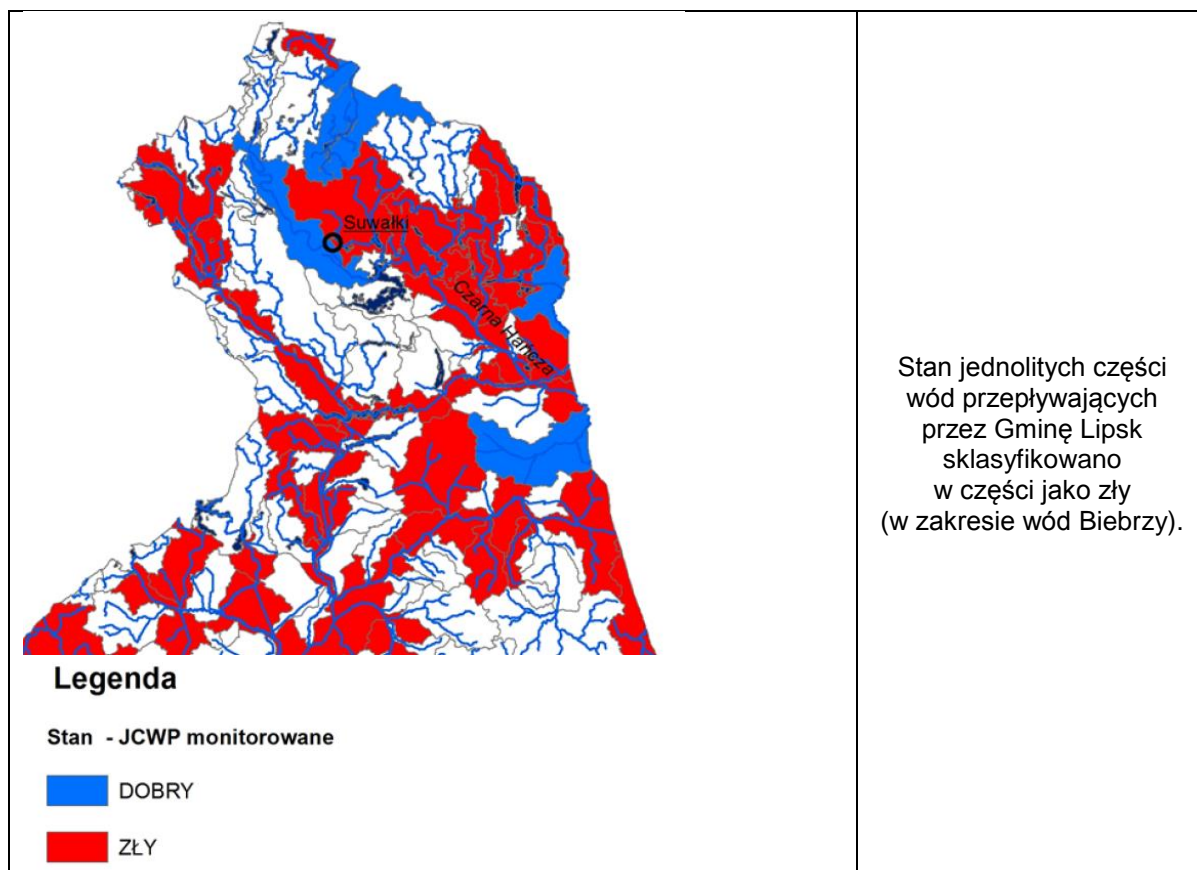 Suwałki
Czarna Hańcza
Legenda
Stan - JCWP monitorowane
DOBRY
ZŁY
Stan jednolitych części
wód przepływających
przez Gminę Lipsk
sklasyfikowano
w części jako zły
(w zakresie wód Biebrzy).